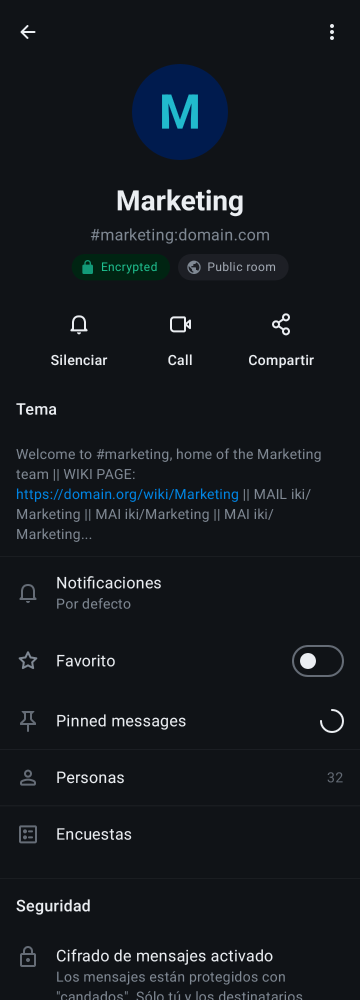 M
Marketing
#marketing:domain.com
Encrypted
Public room
Silenciar
Call
Compartir
Tema
Welcome to #marketing, home of the Marketing
team || WIKI PAGE:
https://domain.org/wiki/Marketing || MAIL iki/
Marketing || MAI iki/Marketing || MAI iki/
Marketing...
Notificaciones
Por defecto
Favorito
Pinned messages
Personas 32
Encuestas
Seguridad
Cifrado de mensajes activado
Los mensajes están protegidos con
"candados". Sólo tú y los destinatarios